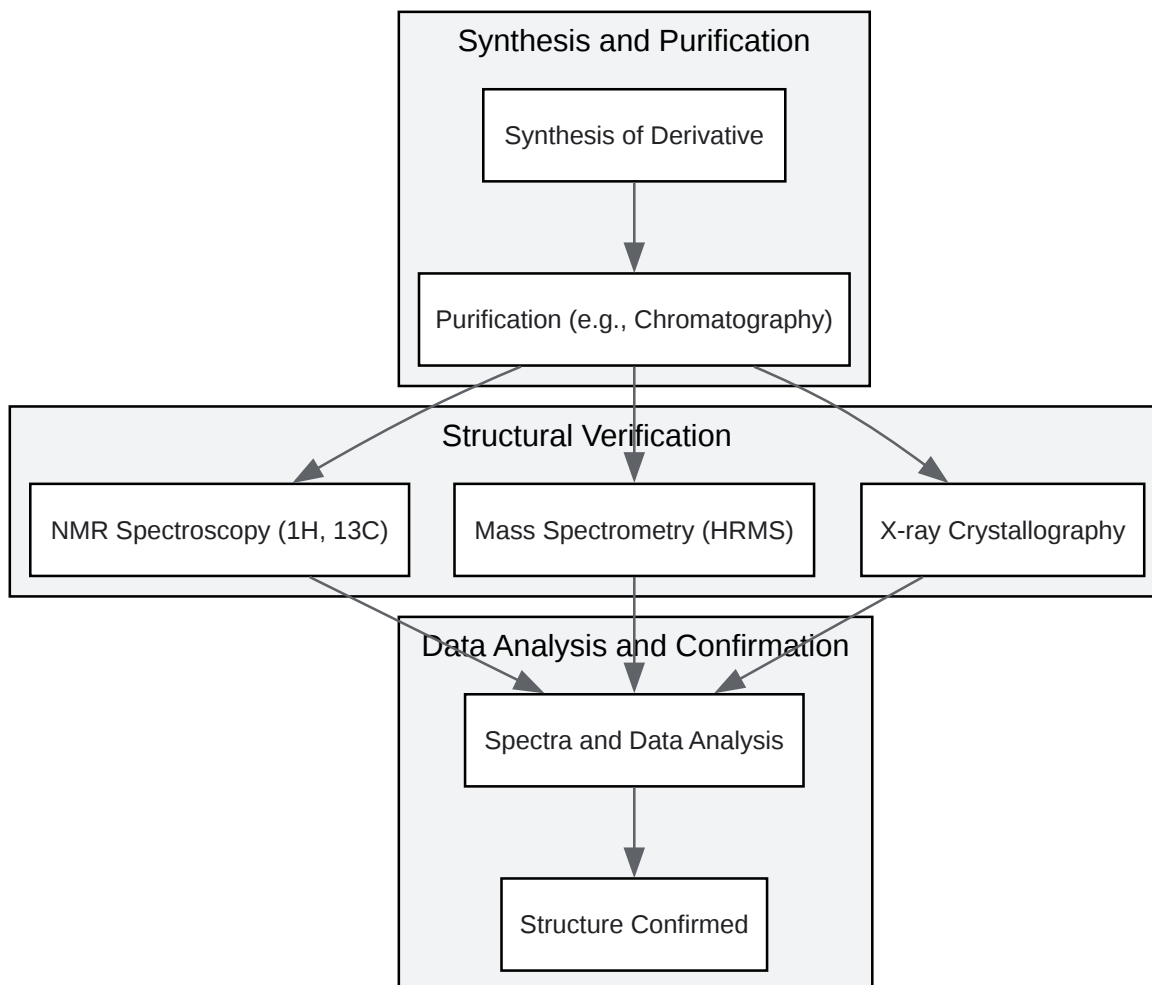 Synthesis and Purification
Synthesis of Derivative
Purification (e.g., Chromatography)
Structural Verification
NMR Spectroscopy (1H, 13C)
Mass Spectrometry (HRMS)
X-ray Crystallography
Data Analysis and Confirmation
Spectra and Data Analysis
Structure Confirmed